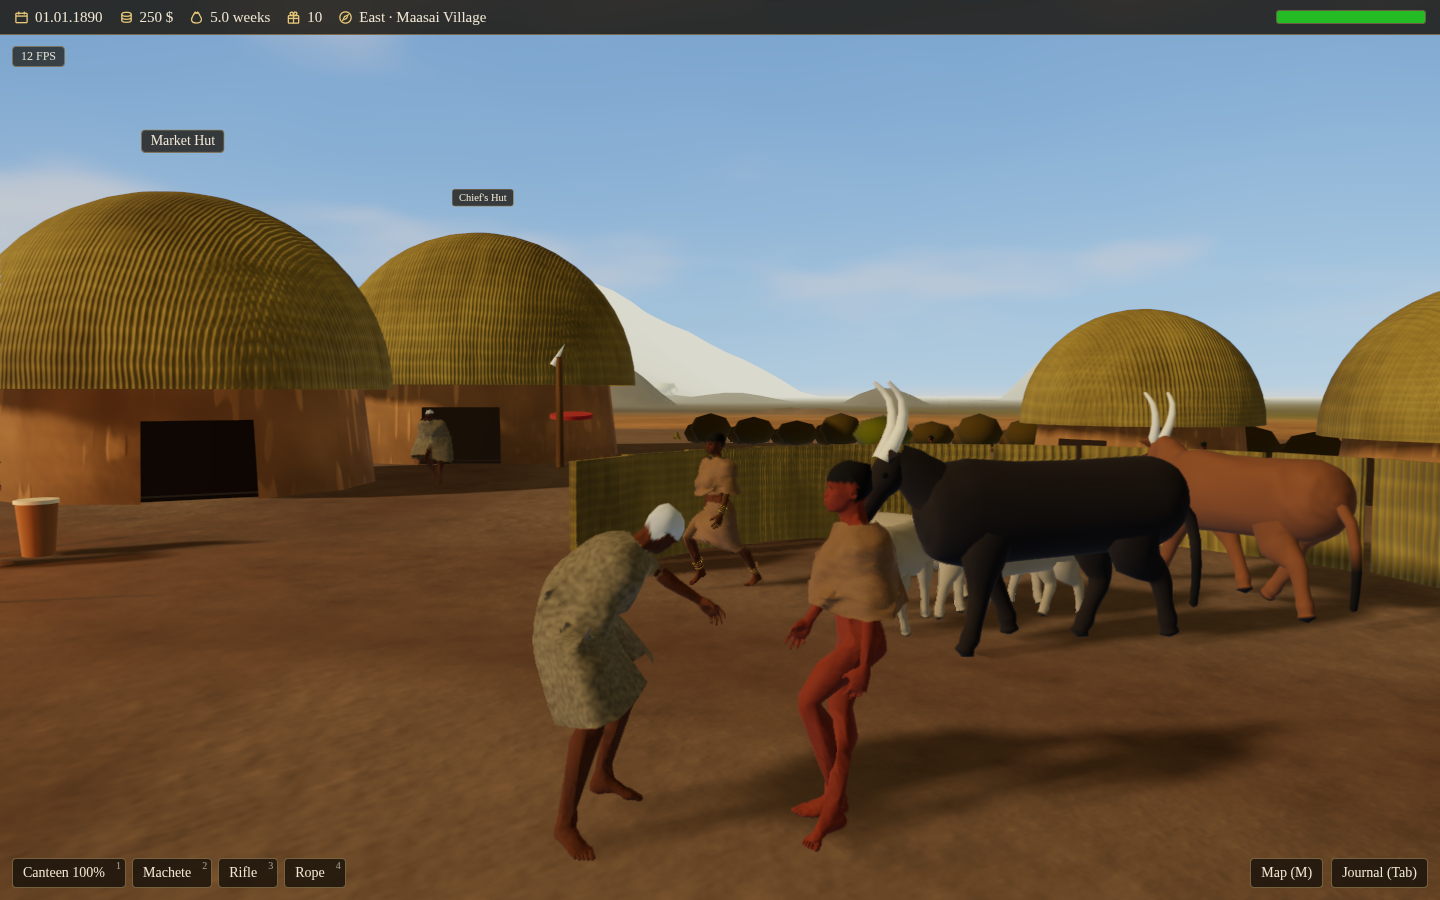 01.01.1890 250 $ 5.0 weeks 10 East · Maasai Village
12 FPS
Market Hut
Chief's Hut
Canteen 100% 1 Machete 2 Rifle 3 Rope 4
Map (M) Journal (Tab)